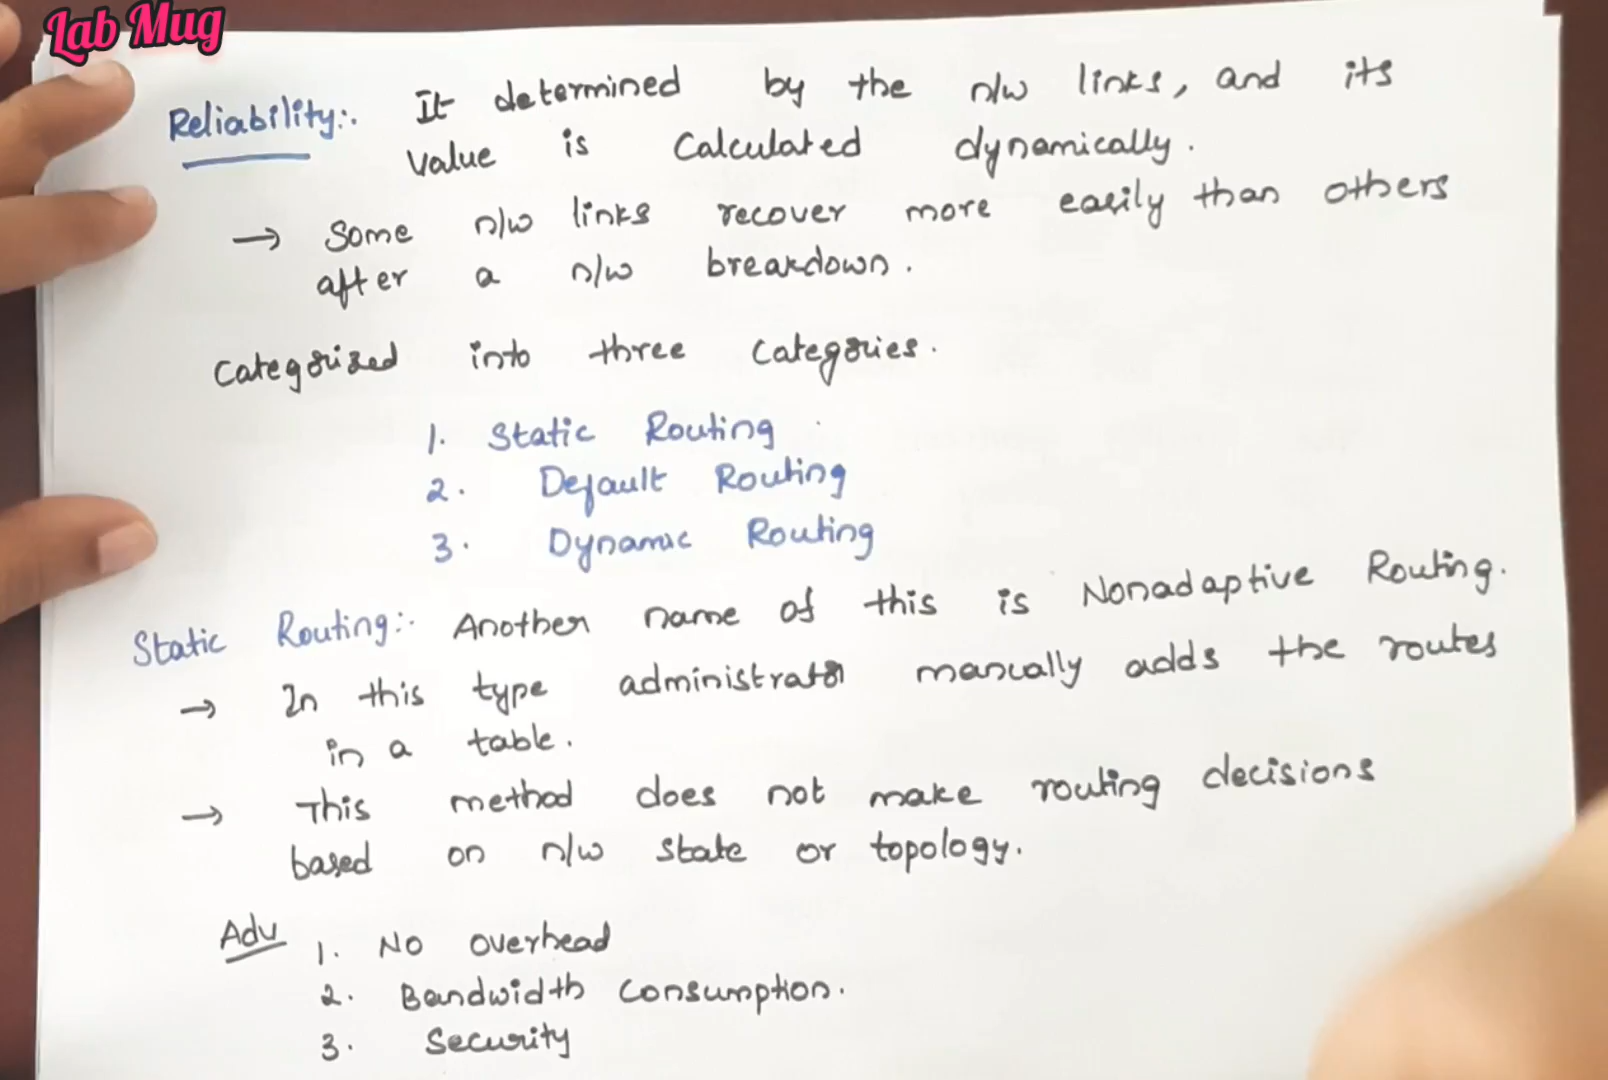 Lab Mug
Reliability:. It determined by the n/w links, and its
value is calculated dynamically.
→ Some n/w links recover more easily than others
after a n/w breakdown.
Categorized into three categories.
1. Static Routing
2. Default Routing
3. Dynamic Routing
Static Routing:. Another name of this is Nonadaptive Routing.
→ In this type administrator manually adds the routes
in a table.
→ This method does not make routing decisions
based on n/w state or topology.
Adv 1. No overhead
2. Bandwidth Consumption.
3. Security